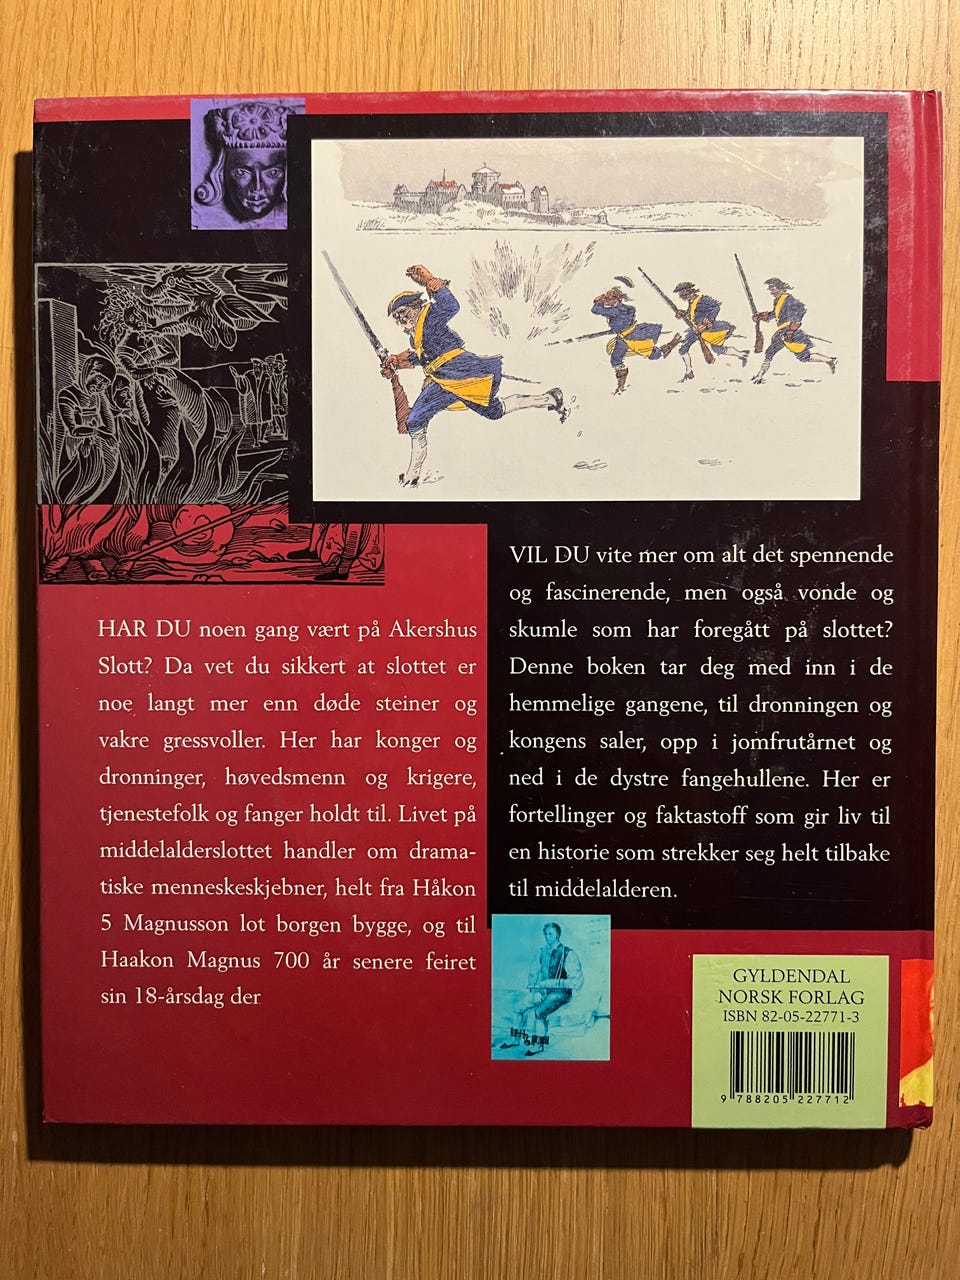 HAR DU noen gang vært på Akershus
Slott? Da vet du sikkert at slottet er
noe langt mer enn døde steiner og
vakre gressvoller. Her har konger og
dronninger, høvedsmenn og krigere,
tjenestefolk og fanger holdt til. Livet på
middelalderslottet handler om drama-
tiske menneskeskjebner, helt fra Håkon
5 Magnusson lot borgen bygge, og til
Haakon Magnus 700 år senere feiret
sin 18-årsdag der
VIL DU vite mer om alt det spennende
og fascinerende, men også vonde og
skumle som har foregått på slottet?
Denne boken tar deg med inn i de
hemmelige gangene, til dronningen og
kongens saler, opp i jomfrutårnet og
ned i de dystre fangehullene. Her er
fortellinger og faktastoff som gir liv til
en historie som strekker seg helt tilbake
til middelalderen.
GYLDENDAL
NORSK FORLAG
ISBN 82-05-22771-3
9 788205 227712